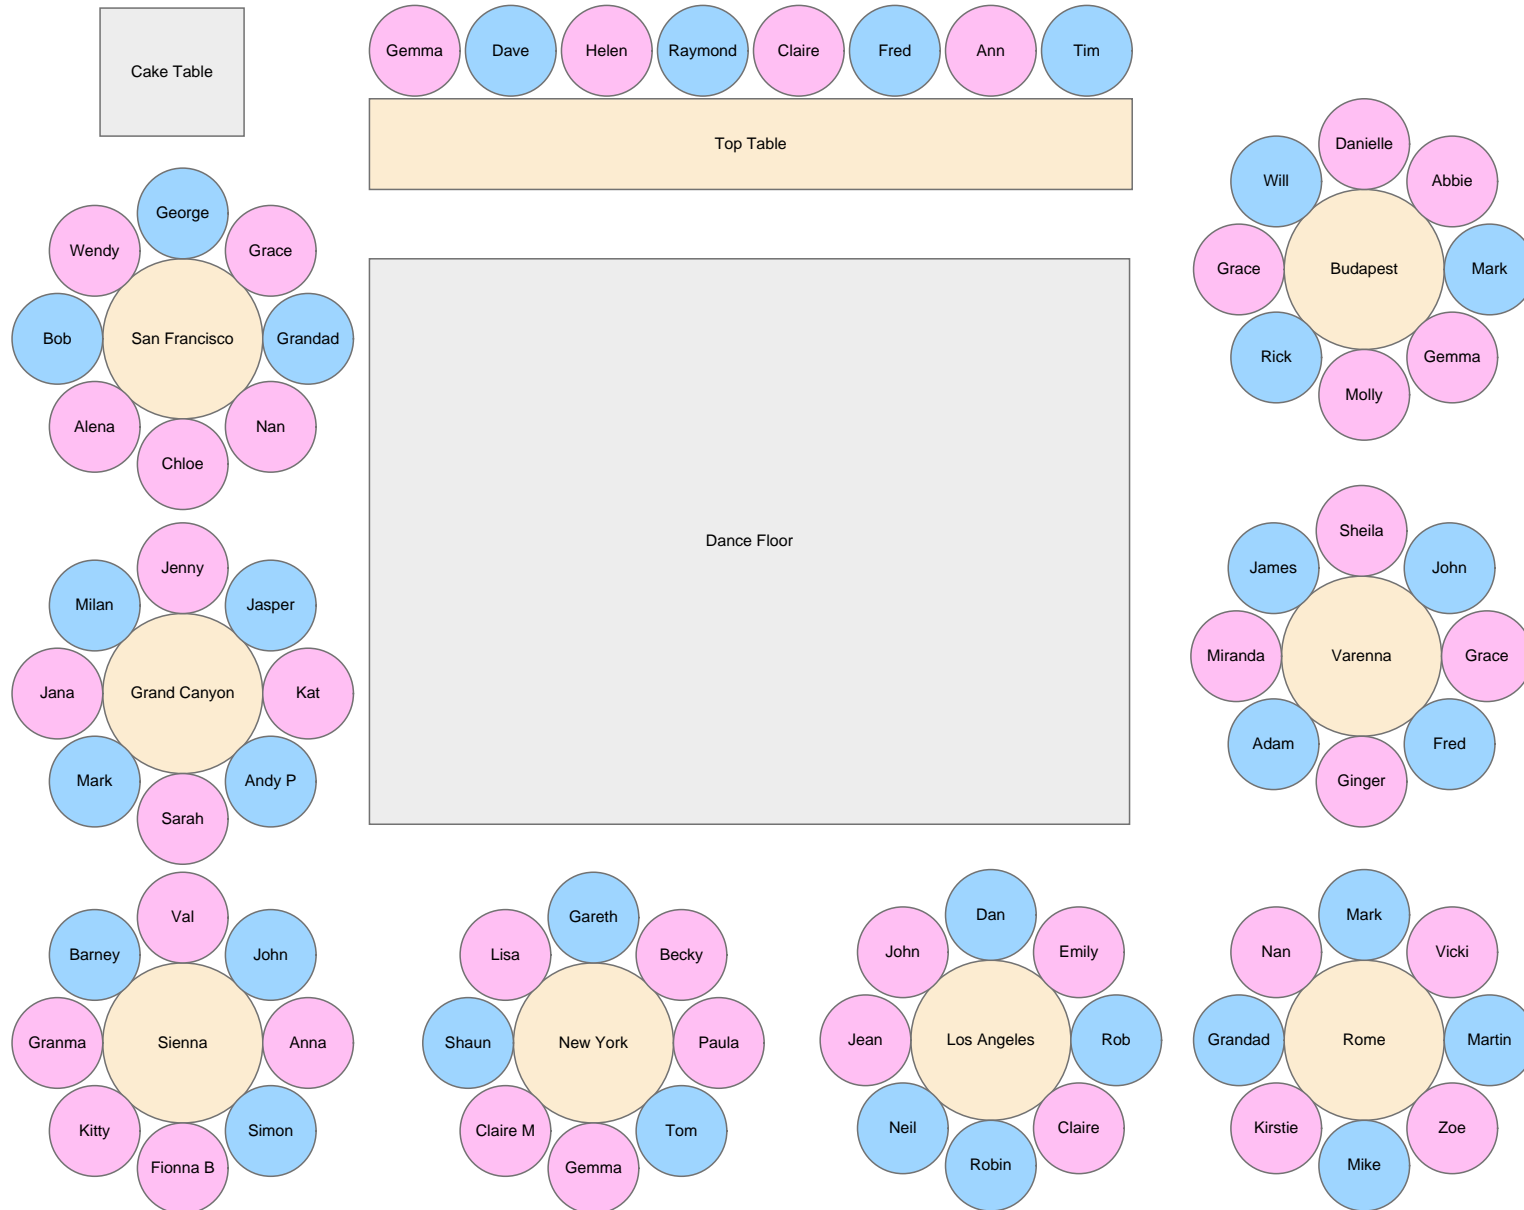 Cake Table
Gemma
Dave
Helen
Raymond
Claire
Fred
Ann
Tim
Top Table
George
Wendy
Grace
Bob
San Francisco
Grandad
Alena
Nan
Chloe
Danielle
Will
Abbie
Grace
Budapest
Mark
Rick
Gemma
Molly
Dance Floor
Jenny
Milan
Jasper
Jana
Grand Canyon
Kat
Mark
Andy P
Sarah
Sheila
James
John
Miranda
Varenna
Grace
Adam
Fred
Ginger
Val
Barney
John
Granma
Sienna
Anna
Kitty
Simon
Fionna B
Gareth
Lisa
Becky
Shaun
New York
Paula
Claire M
Tom
Gemma
Dan
John
Emily
Jean
Los Angeles
Rob
Neil
Claire
Robin
Mark
Nan
Vicki
Grandad
Rome
Martin
Kirstie
Zoe
Mike